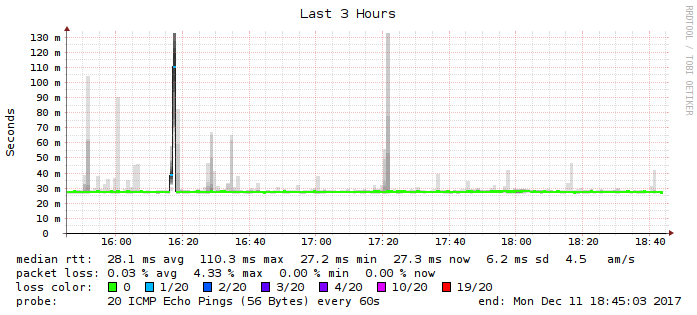 Last 3 Hours
RRDTOOL / TOBI OETIKER
Seconds
130 m
120 m
110 m
100 m
90 m
80 m
70 m
60 m
50 m
40 m
30 m
20 m
10 m
0
16:00 16:20 16:40 17:00 17:20 17:40 18:00 18:20 18:40
median rtt: 28.1 ms avg 110.3 ms max 27.2 ms min 27.3 ms now 6.2 ms sd 4.5 am/s
packet loss: 0.03 % avg 4.33 % max 0.00 % min 0.00 % now
loss color: 0 1/20 2/20 3/20 4/20 10/20 19/20
probe: 20 ICMP Echo Pings (56 Bytes) every 60s end: Mon Dec 11 18:45:03 2017